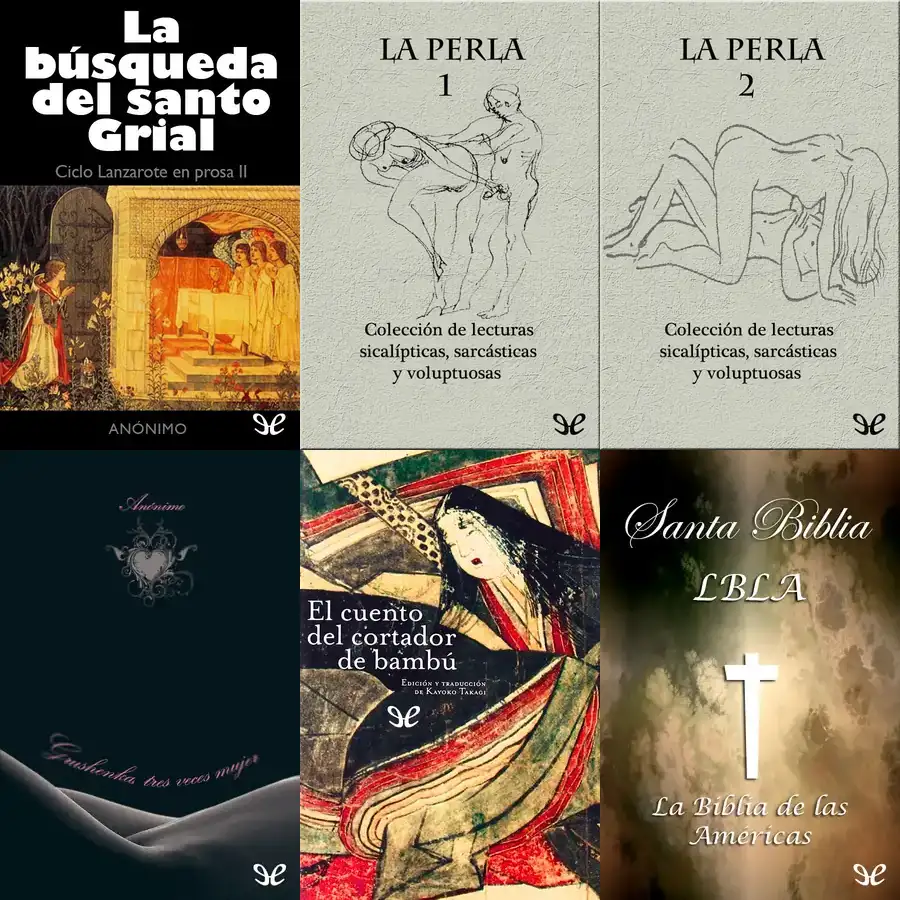 La
búsqueda
del santo
Grial
Ciclo Lanzarote en prosa II
ANÓNIMO
LA PERLA
1
Colección de lecturas
sicalípticas, sarcásticas
y voluptuosas
LA PERLA
2
Colección de lecturas
sicalípticas, sarcásticas
y voluptuosas
Anónimo
Grushenka, tres veces mujer
El cuento
del cortador
de bambú
Edición y traducción
de Kayoko Takagi
Santa Biblia
LBLA
La Biblia de las
Américas